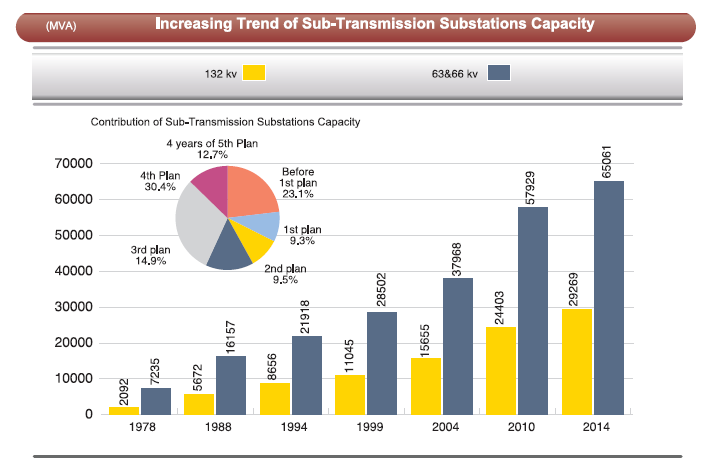 (MVA)
Increasing Trend of Sub-Transmission Substations Capacity
132 kv
63&66 kv
Contribution of Sub-Transmission Substations Capacity
4 years of 5th Plan
12.7%
4th Plan
30.4%
Before
1st plan
23.1%
1st plan
9.3%
3rd plan
14.9%
2nd plan
9.5%
70000
60000
50000
40000
30000
20000
10000
0
2092
7235
5672
16157
8656
21918
11045
28502
15655
37968
24403
57929
29269
65061
1978
1988
1994
1999
2004
2010
2014